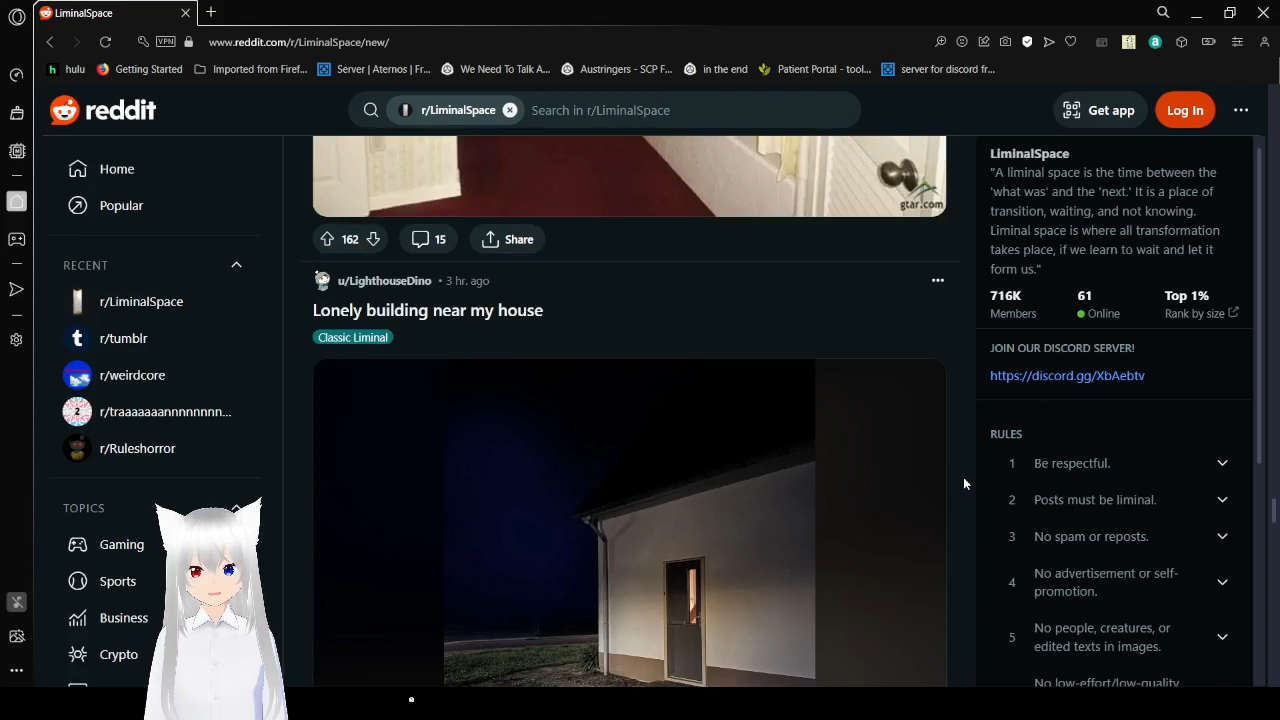 LiminalSpace
www.reddit.com/r/LiminalSpace/new/
VPN
hulu
Getting Started
Imported from Firef...
Server | Aternos | Fr...
We Need To Talk A...
Austringers - SCP F...
in the end
Patient Portal - tool...
server for discord fr...
reddit
r/LiminalSpace
Search in r/LiminalSpace
Get app
Log In
Home
Popular
RECENT
r/LiminalSpace
r/tumblr
r/weirdcore
r/traaaaaaannnnnnnn...
r/Ruleshorror
TOPICS
Gaming
Sports
Business
Crypto
gtar.com
162
15
Share
u/LighthouseDino • 3 hr. ago
Lonely building near my house
Classic Liminal
LiminalSpace
"A liminal space is the time between the
'what was' and the 'next.' It is a place of
transition, waiting, and not knowing.
Liminal space is where all transformation
takes place, if we learn to wait and let it
form us."
716K
Members
61
Online
Top 1%
Rank by size
JOIN OUR DISCORD SERVER!
https://discord.gg/XbAebtv
RULES
1 Be respectful.
2 Posts must be liminal.
3 No spam or reposts.
4 No advertisement or self-
promotion.
5 No people, creatures, or
edited texts in images.
No low-effort/low-quality